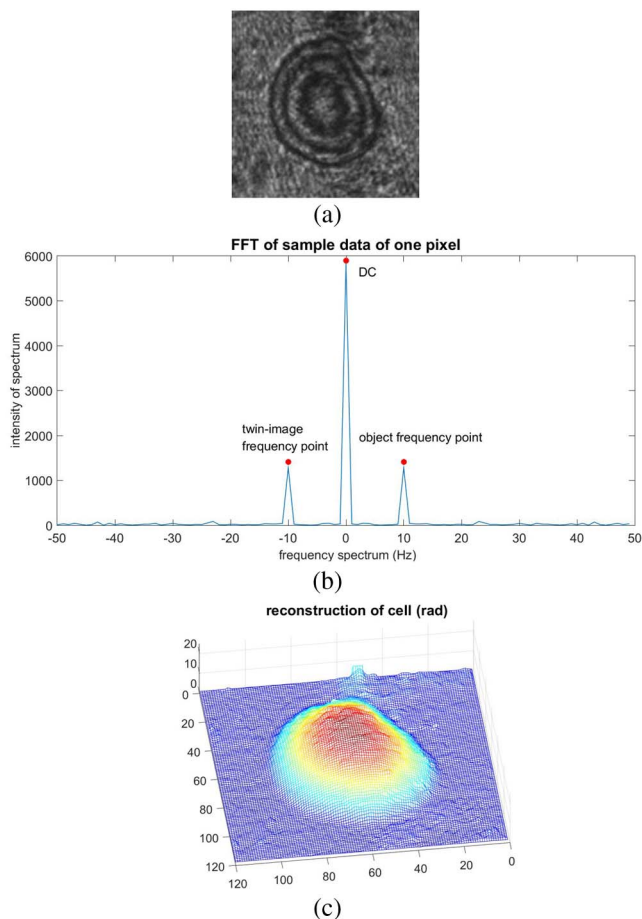 (a)
FFT of sample data of one pixel
6000
5000
4000
3000
2000
1000
0
intensity of spectrum
DC
twin-image
frequency point
object frequency point
-50 -40 -30 -20 -10 0 10 20 30 40 50
frequency spectrum (Hz)
(b)
reconstruction of cell (rad)
20
10
0
0
20
40
60
80
100
120
120 100 80 60 40 20 0
(c)